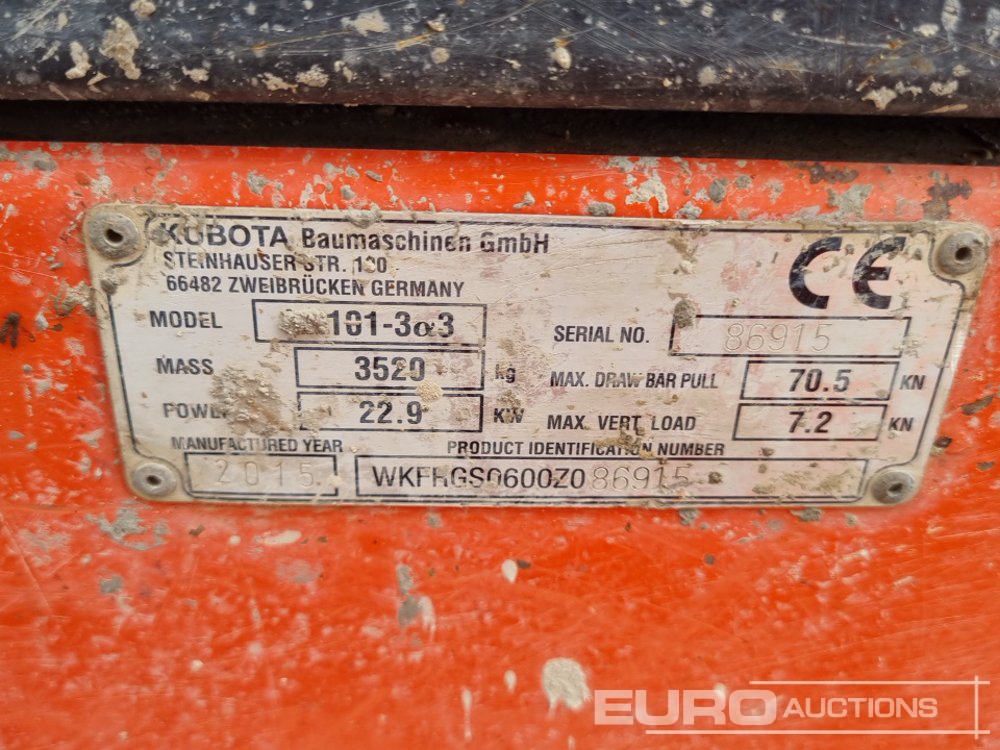 KUBOTA Baumaschinen GmbH
STEINHAUSER STR. 100
66482 ZWEIBRÜCKEN GERMANY
CE
MODEL 101-3α3
SERIAL NO. 86915
MASS 3520 kg
MAX. DRAW BAR PULL 70.5 KN
POWER 22.9 KW
MAX. VERT. LOAD 7.2 KN
MANUFACTURED YEAR 2015
PRODUCT IDENTIFICATION NUMBER
WKFRGS0600Z086915
EURO AUCTIONS